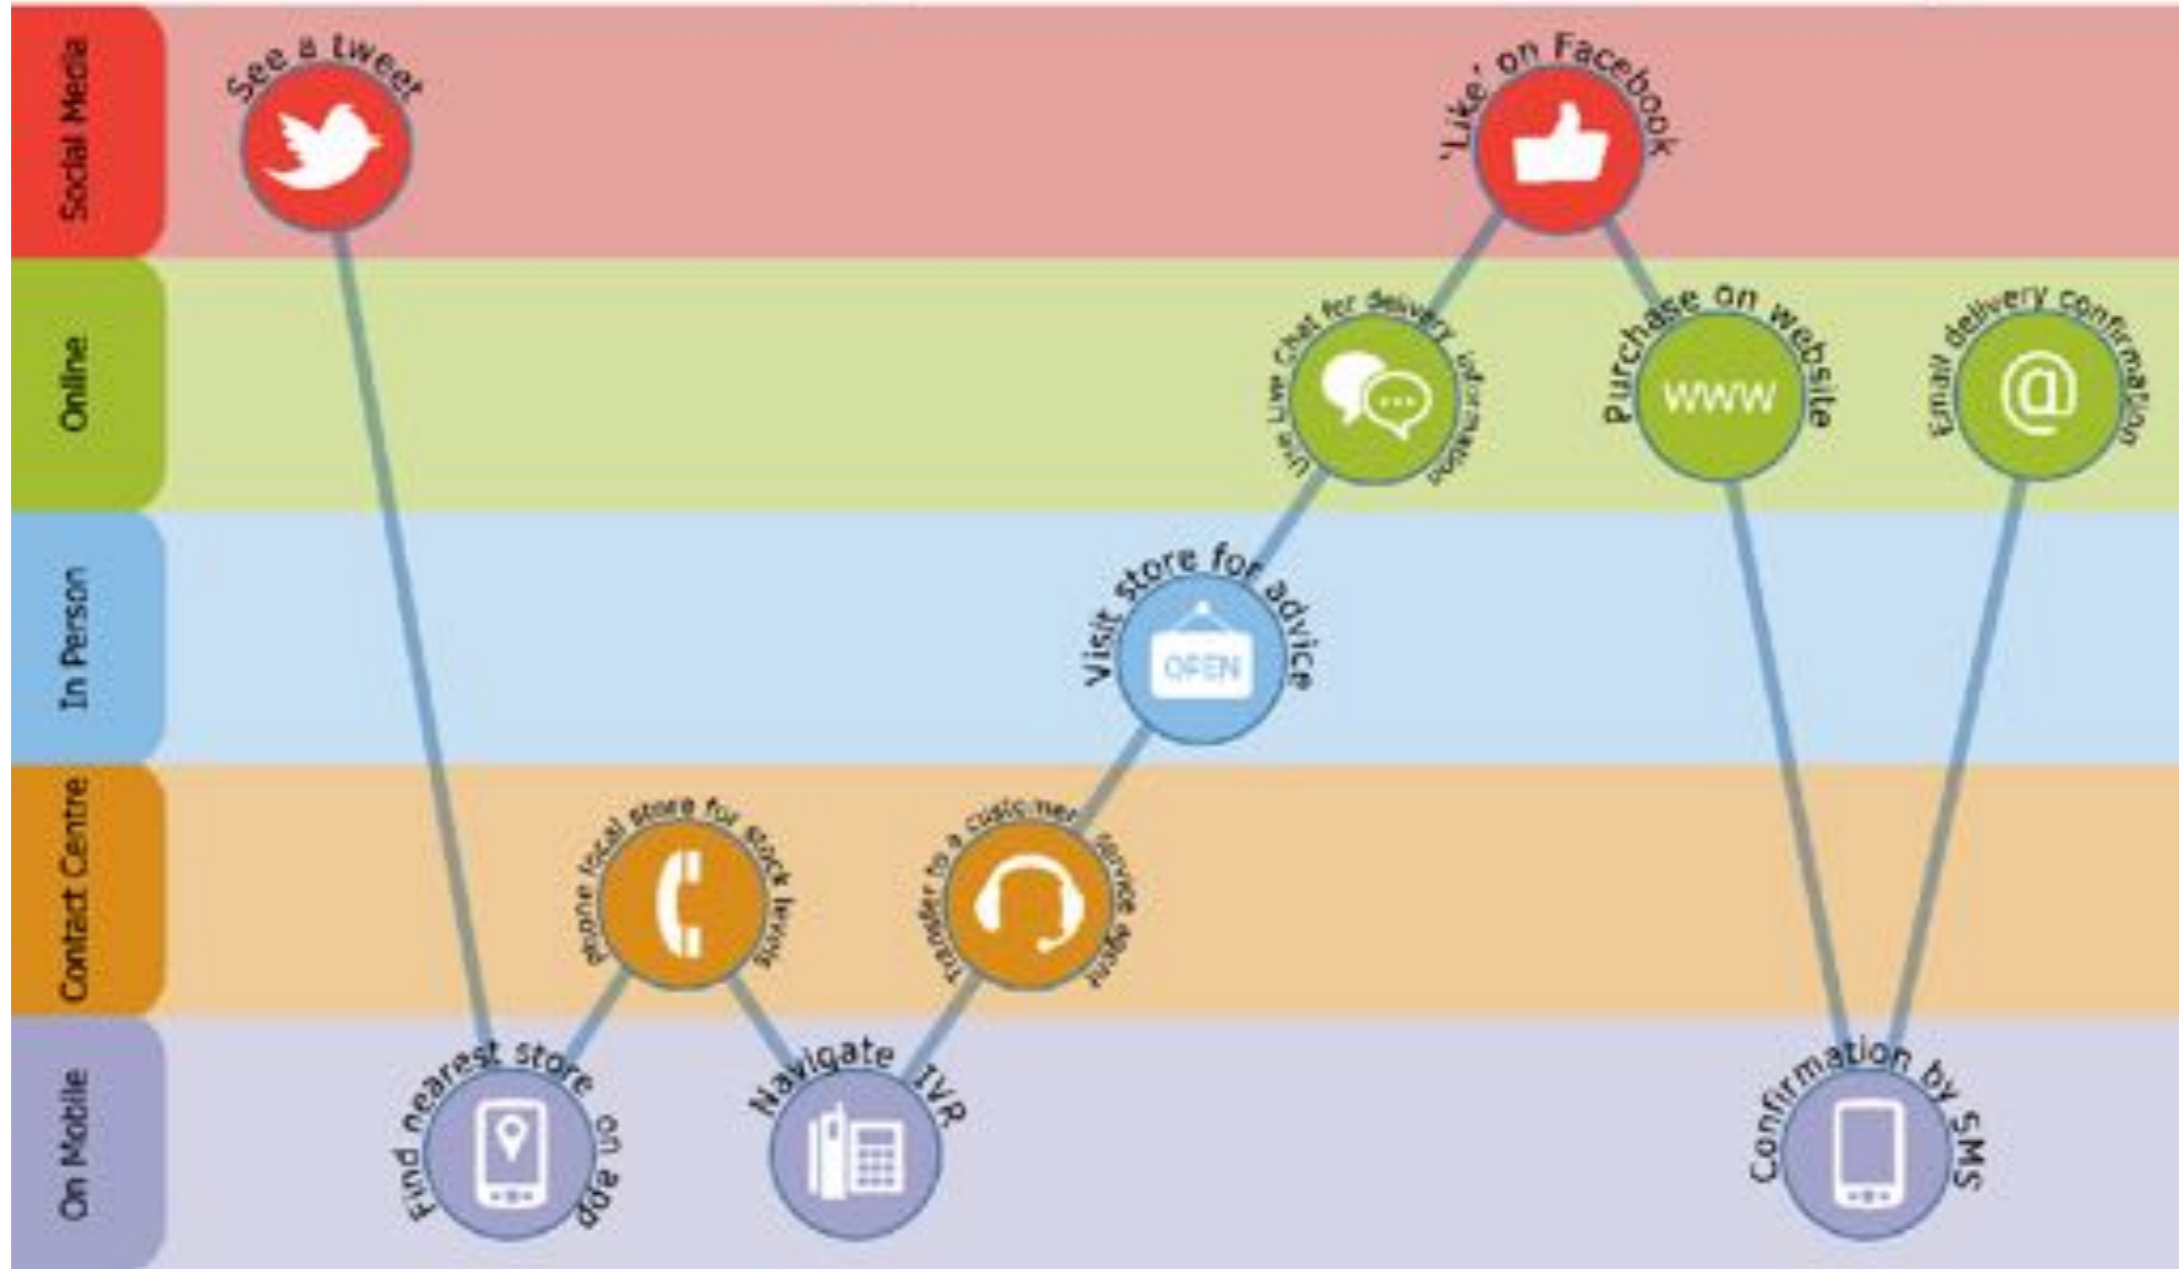 Social Media
See a tweet
'Like' on Facebook
Online
Use Live Chat for delivery information
Purchase on website
www
Email delivery confirmation
@
In Person
Visit store for advice
OPEN
Contact Centre
Phone local store for stock levels
Transfer to a customer service agent
On Mobile
Find nearest store on app
Navigate IVR
Confirmation by SMS